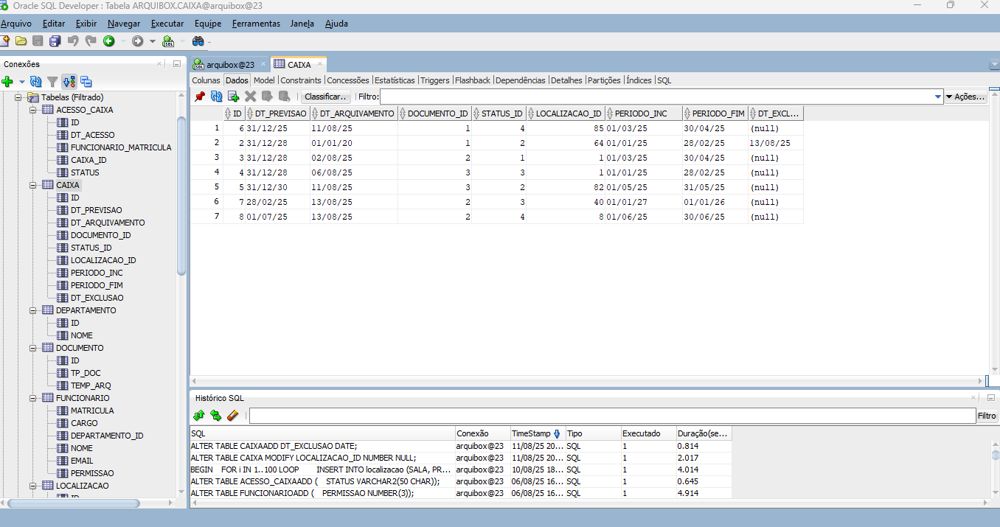 Oracle SQL Developer : Tabela ARQUIBOX.CAIXA@arquibox@23
Arquivo Editar Exibir Navegar Executar Equipe Ferramentas Janela Ajuda
Conexões
Tabelas (Filtrado)
ACESSO_CAIXA
ID
DT_ACESSO
FUNCIONARIO_MATRICULA
CAIXA_ID
STATUS
CAIXA
ID
DT_PREVISAO
DT_ARQUIVAMENTO
DOCUMENTO_ID
STATUS_ID
LOCALIZACAO_ID
PERIODO_INC
PERIODO_FIM
DT_EXCLUSAO
DEPARTAMENTO
ID
NOME
DOCUMENTO
ID
TP_DOC
TEMP_ARQ
FUNCIONARIO
MATRICULA
CARGO
DEPARTAMENTO_ID
NOME
EMAIL
PERMISSAO
LOCALIZACAO
ID
arquibox@23 CAIXA
Colunas Dados Model Constraints Concessões Estatísticas Triggers Flashback Dependências Detalhes Partições Índices SQL
Classificar.. Filtro: Ações...
ID DT_PREVISAO DT_ARQUIVAMENTO DOCUMENTO_ID STATUS_ID LOCALIZACAO_ID PERIODO_INC PERIODO_FIM DT_EXCL...
1 6 31/12/25 11/08/25 1 4 85 01/03/25 30/04/25 (null)
2 2 31/12/28 01/01/20 1 2 64 01/01/25 28/02/25 13/08/25
3 3 31/12/28 02/08/25 2 1 1 01/03/25 30/04/25 (null)
4 4 31/12/28 06/08/25 3 3 1 01/01/25 28/02/25 (null)
5 5 31/12/30 11/08/25 3 2 82 01/05/25 31/05/25 (null)
6 7 28/02/25 13/08/25 2 3 40 01/01/27 01/01/26 (null)
7 8 01/07/25 13/08/25 2 4 8 01/06/25 30/06/25 (null)
Histórico SQL
Filtro
SQL Conexão TimeStamp Tipo Executado Duração(se...
ALTER TABLE CAIXAADD DT_EXCLUSAO DATE; arquibox@23 11/08/25 20... SQL 1 0.814
ALTER TABLE CAIXA MODIFY LOCALIZACAO_ID NUMBER NULL; arquibox@23 11/08/25 20... SQL 1 2.017
BEGIN FOR i IN 1..100 LOOP INSERT INTO localizacao (SALA, PR... arquibox@23 10/08/25 18... SQL 1 4.014
ALTER TABLE ACESSO_CAIXAADD ( STATUS VARCHAR2(50 CHAR)); arquibox@23 06/08/25 16... SQL 1 0.645
ALTER TABLE FUNCIONARIOADD ( PERMISSAO NUMBER(3)); arquibox@23 06/08/25 16... SQL 1 4.914